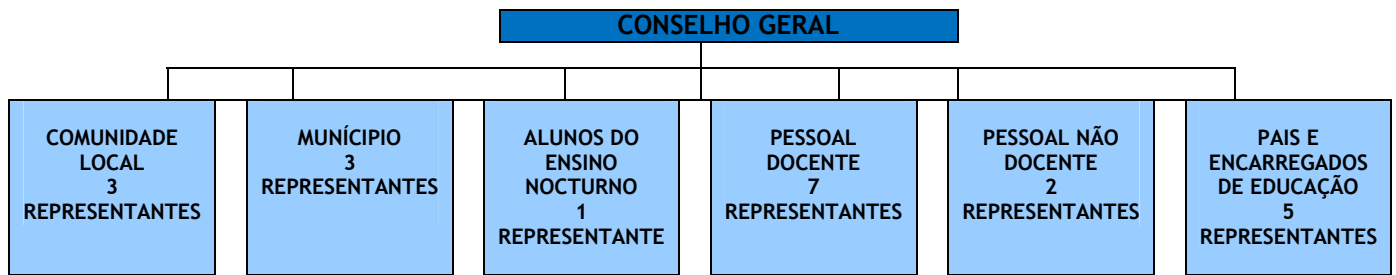 CONSELHO GERAL
COMUNIDADE
LOCAL
3
REPRESENTANTES
MUNÍCIPIO
3
REPRESENTANTES
ALUNOS DO
ENSINO
NOCTURNO
1
REPRESENTANTE
PESSOAL
DOCENTE
7
REPRESENTANTES
PESSOAL NÃO
DOCENTE
2
REPRESENTANTES
PAIS E
ENCARREGADOS
DE EDUCAÇÃO
5
REPRESENTANTES